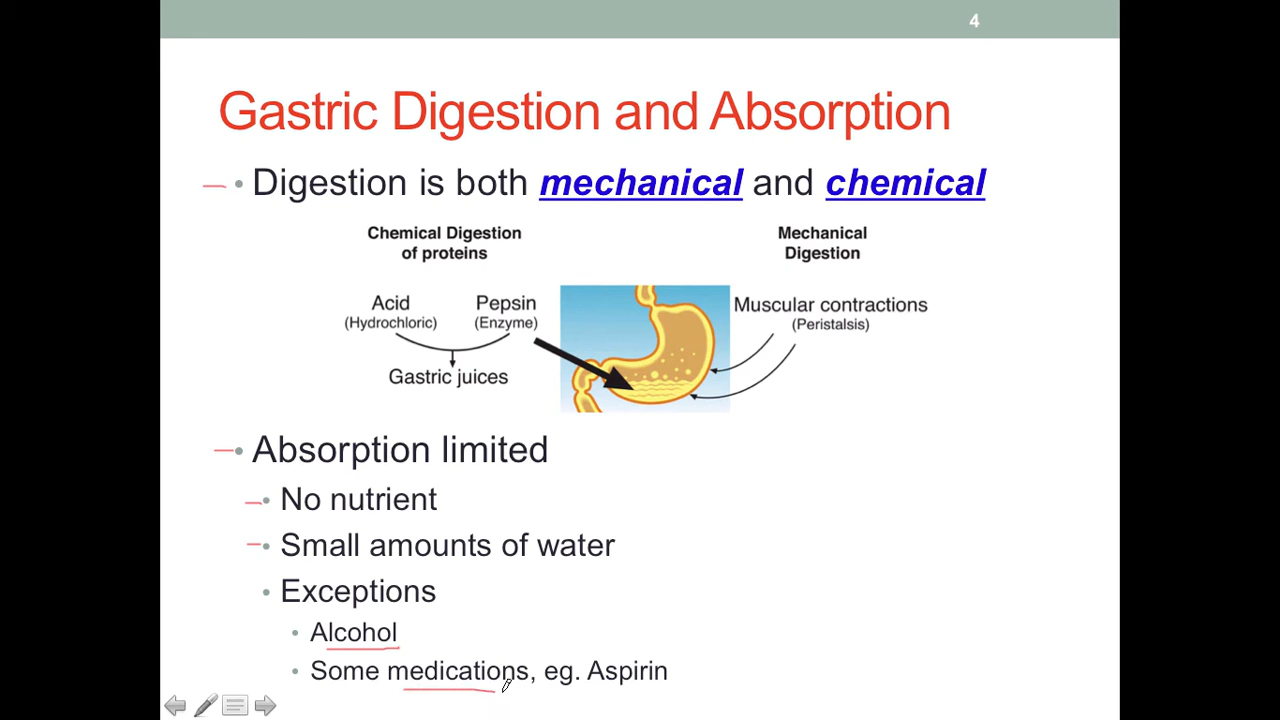 4
Gastric Digestion and Absorption
• Digestion is both mechanical and chemical
Chemical Digestion
of proteins
Mechanical
Digestion
Acid
(Hydrochloric)
Pepsin
(Enzyme)
Muscular contractions
(Peristalsis)
Gastric juices
• Absorption limited
• No nutrient
• Small amounts of water
• Exceptions
• Alcohol
• Some medications, eg. Aspirin